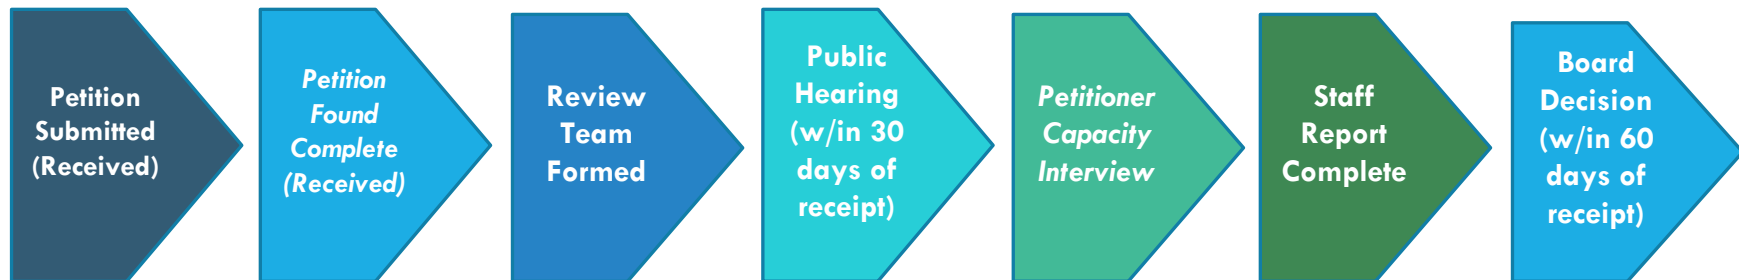 Petition
Submitted
(Received)
Petition
Found
Complete
(Received)
Review
Team
Formed
Public
Hearing
(w/in 30
days of
receipt)
Petitioner
Capacity
Interview
Staff
Report
Complete
Board
Decision
(w/in 60
days of
receipt)